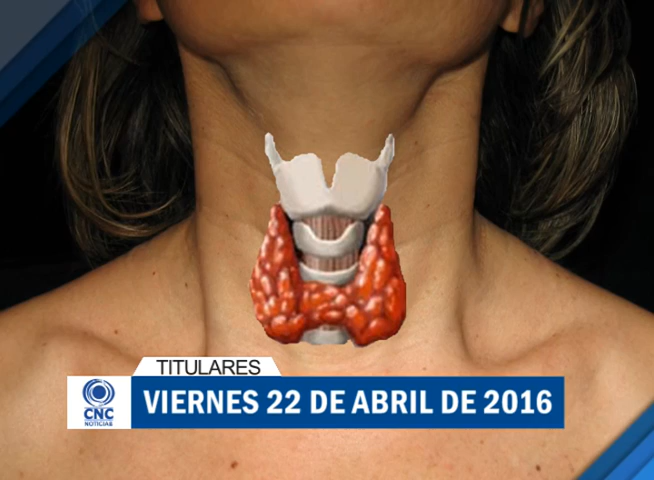 TITULARES
VIERNES 22 DE ABRIL DE 2016
CNC
NOTICIAS